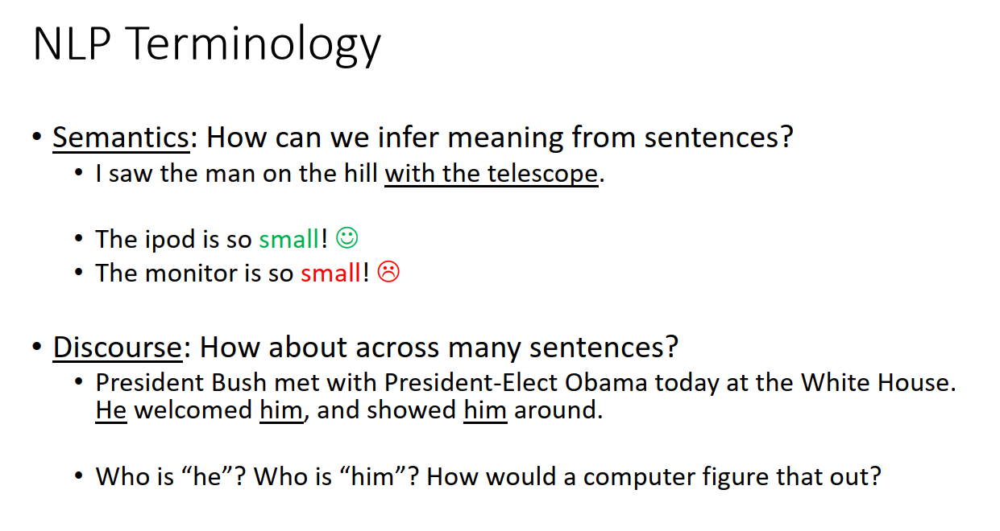 NLP Terminology
• Semantics: How can we infer meaning from sentences?
• I saw the man on the hill with the telescope.
• The ipod is so small! ☺
• The monitor is so small! ☹
• Discourse: How about across many sentences?
• President Bush met with President-Elect Obama today at the White House.
He welcomed him, and showed him around.
• Who is “he”? Who is “him”? How would a computer figure that out?